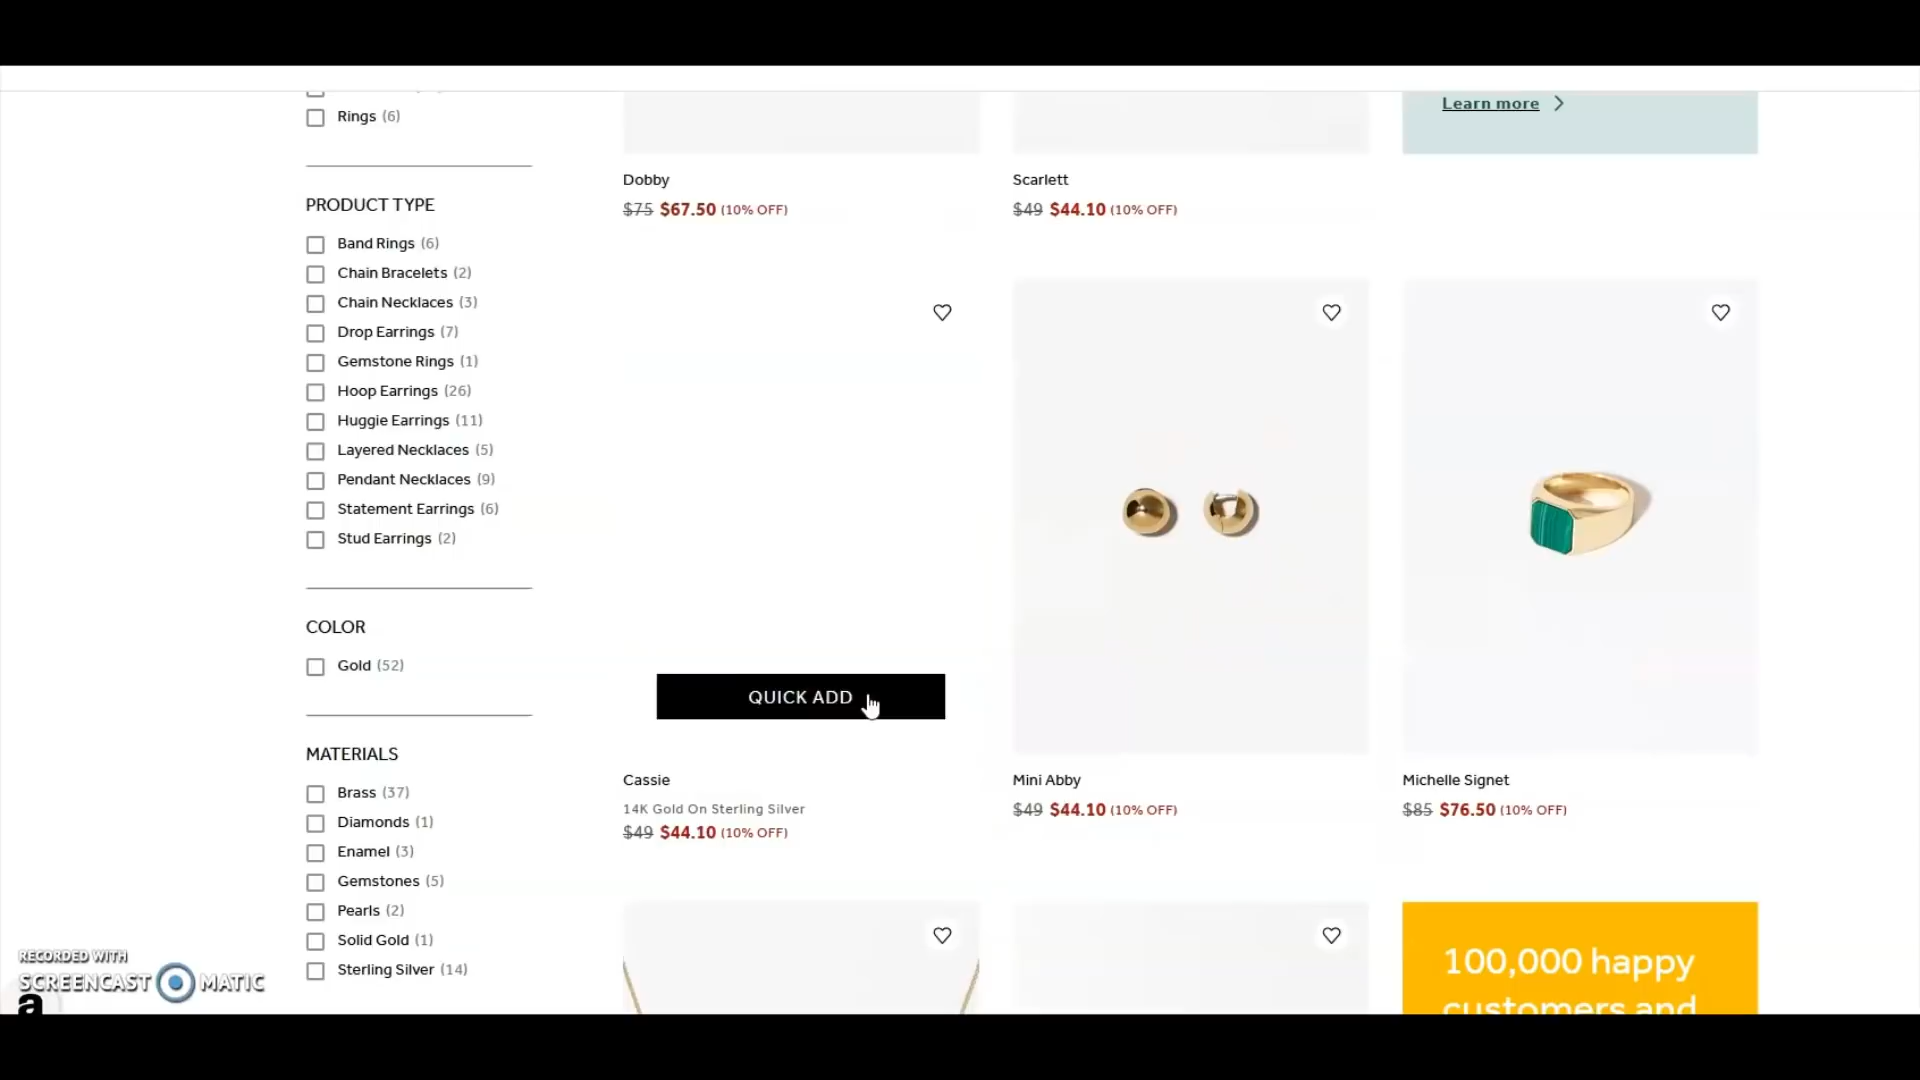 Rings (6)
PRODUCT TYPE
Band Rings (6)
Chain Bracelets (2)
Chain Necklaces (3)
Drop Earrings (7)
Gemstone Rings (1)
Hoop Earrings (26)
Huggie Earrings (11)
Layered Necklaces (5)
Pendant Necklaces (9)
Statement Earrings (6)
Stud Earrings (2)
COLOR
Gold (52)
MATERIALS
Brass (37)
Diamonds (1)
Enamel (3)
Gemstones (5)
Pearls (2)
Solid Gold (1)
Sterling Silver (14)
Learn more
Dobby
$75 $67.50 (10% OFF)
Scarlett
$49 $44.10 (10% OFF)
QUICK ADD
Cassie
14K Gold On Sterling Silver
$49 $44.10 (10% OFF)
Mini Abby
$49 $44.10 (10% OFF)
Michelle Signet
$85 $76.50 (10% OFF)
100,000 happy
customers and
RECORDED WITH
SCREENCAST MATIC
a